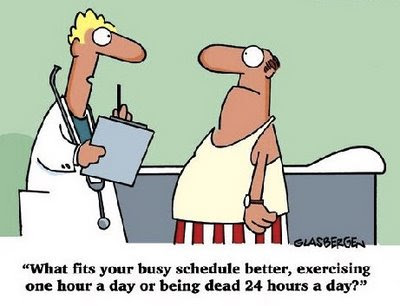 GLASBERGEN
“What fits your busy schedule better, exercising
one hour a day or being dead 24 hours a day?”